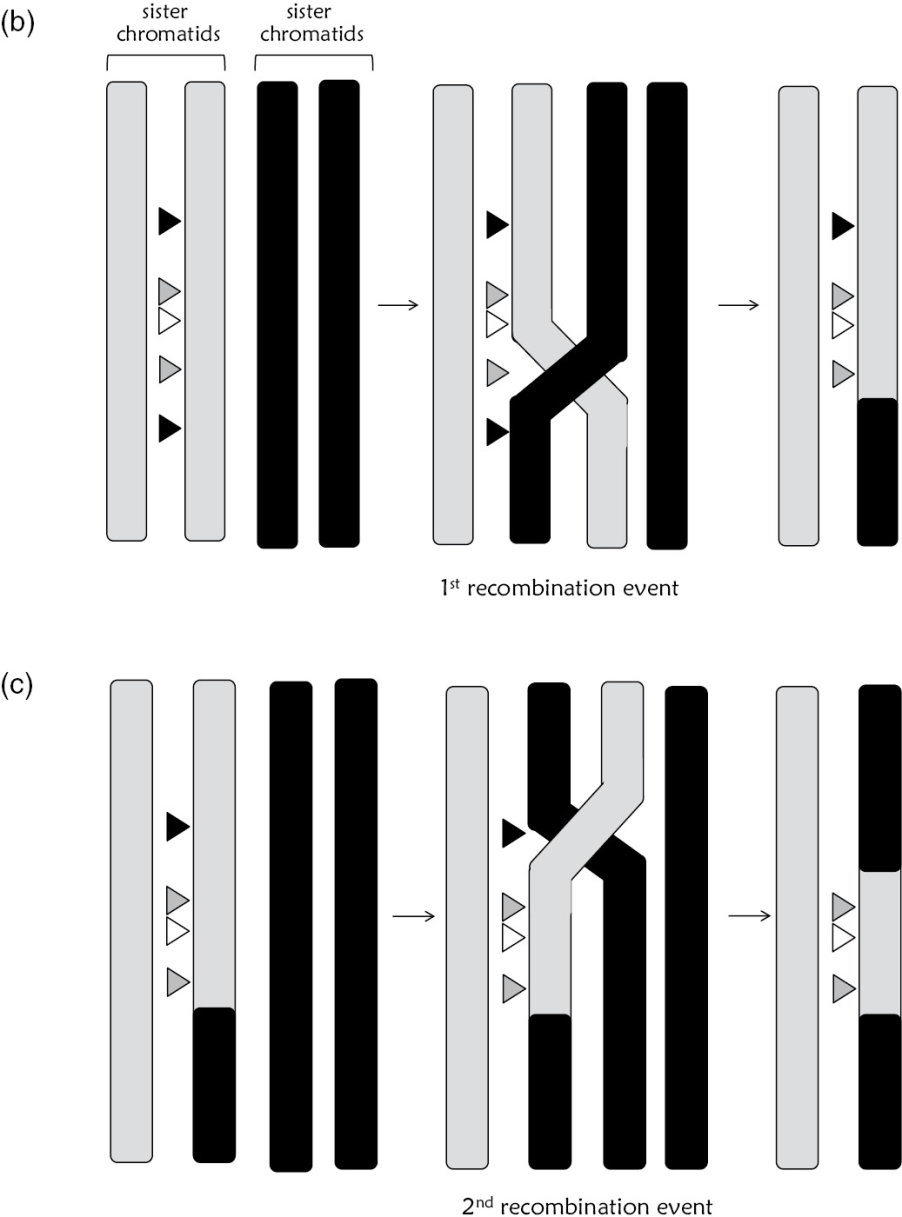 (b)
sister
chromatids
sister
chromatids
1st recombination event
(c)
2nd recombination event